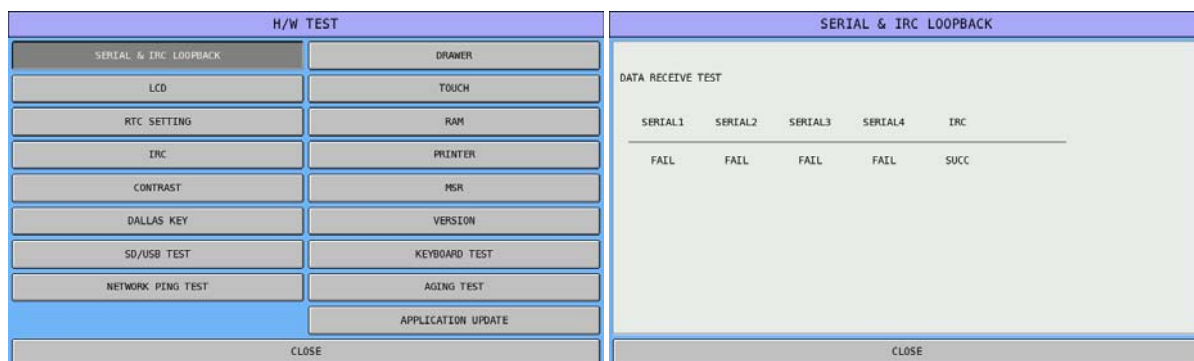 H/W TEST
SERIAL & IRC LOOPBACK
DRAWER
LCD
TOUCH
RTC SETTING
RAM
IRC
PRINTER
CONTRAST
MSR
DALLAS KEY
VERSION
SD/USB TEST
KEYBOARD TEST
NETWORK PING TEST
AGING TEST
APPLICATION UPDATE
CLOSE
SERIAL & IRC LOOPBACK
DATA RECEIVE TEST
SERIAL1 SERIAL2 SERIAL3 SERIAL4 IRC
FAIL FAIL FAIL FAIL SUCC
CLOSE